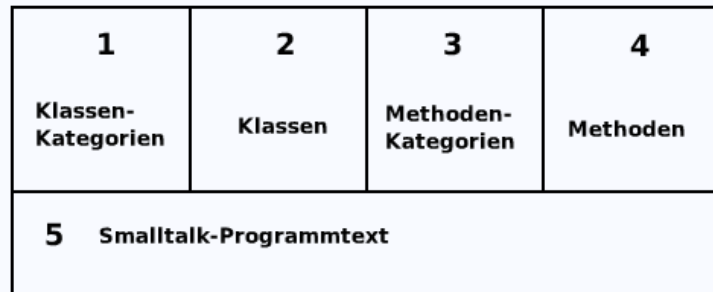 1
2
3
4
Klassen-
Kategorien
Klassen
Methoden-
Kategorien
Methoden
5 Smalltalk-Programmtext